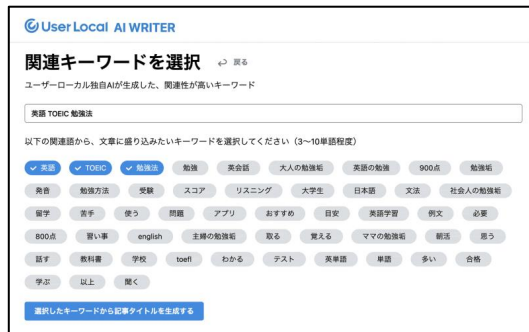 User Local AI WRITER
関連キーワードを選択 戻る
ユーザーローカル独自AIが生成した、関連性が高いキーワード
英語 TOEIC 勉強法
以下の関連語から、文章に盛り込みたいキーワードを選択してください（3〜10単語程度）
英語 TOEIC 勉強法 勉強 英会話 大人の勉強垢 英語の勉強 900点 勉強垢
発音 勉強方法 受験 スコア リスニング 大学生 日本語 文法 社会人の勉強垢
留学 苦手 使う 問題 アプリ おすすめ 目安 英語学習 例文 必要
800点 習い事 english 主婦の勉強垢 取る 覚える ママの勉強垢 朝活 思う
話す 教科書 学校 toefl わかる テスト 英単語 単語 多い 合格
学ぶ 以上 聞く
選択したキーワードから記事タイトルを生成する